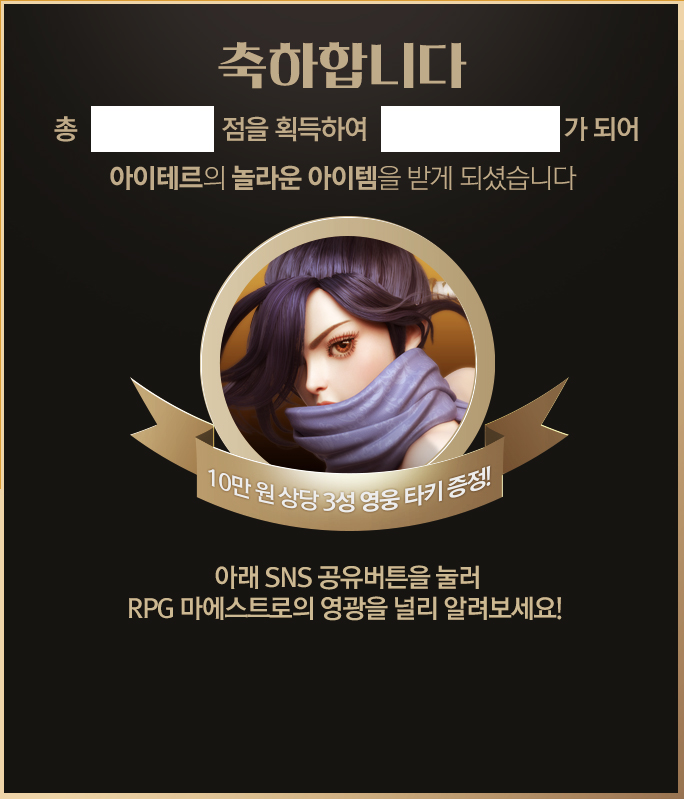 축하합니다
총 점을 획득하여 가 되어
아이테르의 놀라운 아이템을 받게 되셨습니다
10만 원 상당 3성 영웅 타키 증정!
아래 SNS 공유버튼을 눌러
RPG 마에스트로의 영광을 널리 알려보세요!